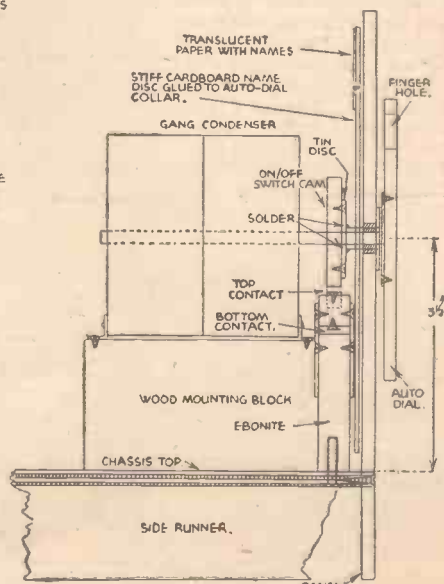 TRANSLUCENT
PAPER WITH NAMES
STIFF CARDBOARD NAME
DISC GLUED TO AUTO-DIAL
COLLAR.
FINGER
HOLE.
GANG CONDENSER
TIN
DISC
ON/OFF
SWITCH CAM
SOLDER
TOP
CONTACT
BOTTOM
CONTACT.
3½"
WOOD MOUNTING BLOCK
EBONITE
AUTO
DIAL.
CHASSIS TOP
SIDE RUNNER.